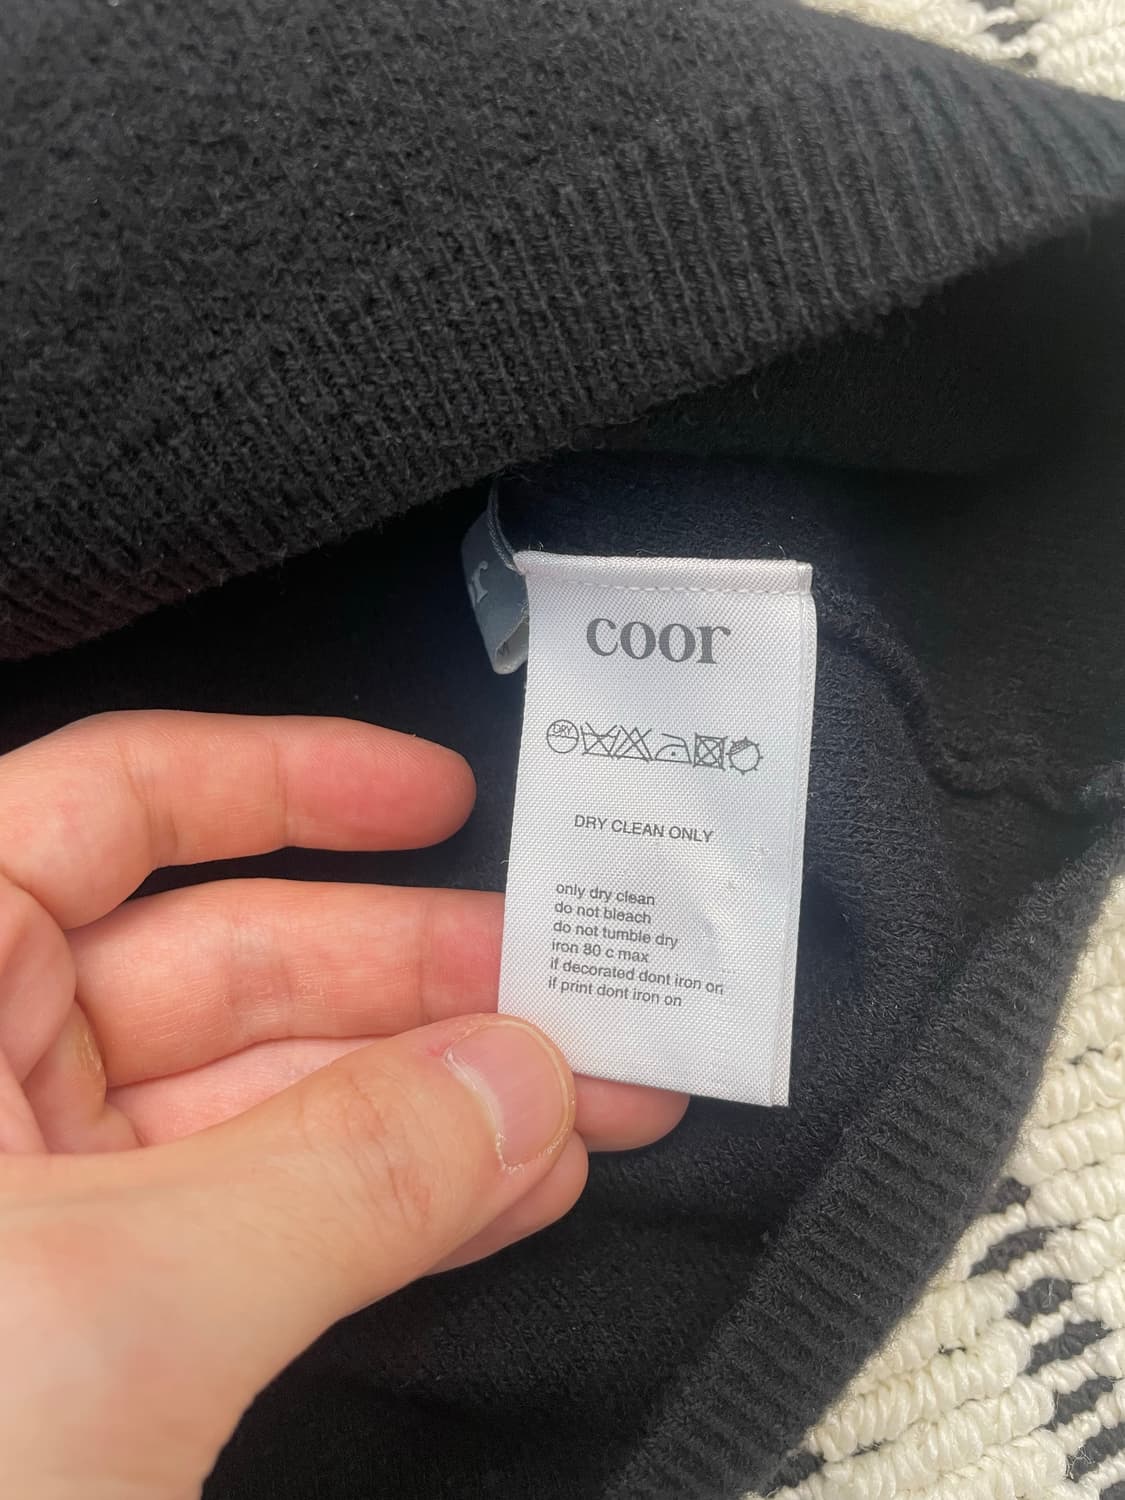 coor
r
DRY
DRY CLEAN ONLY
only dry clean
do not bleach
do not tumble dry
iron 80 c max
if decorated dont iron on
if print dont iron on